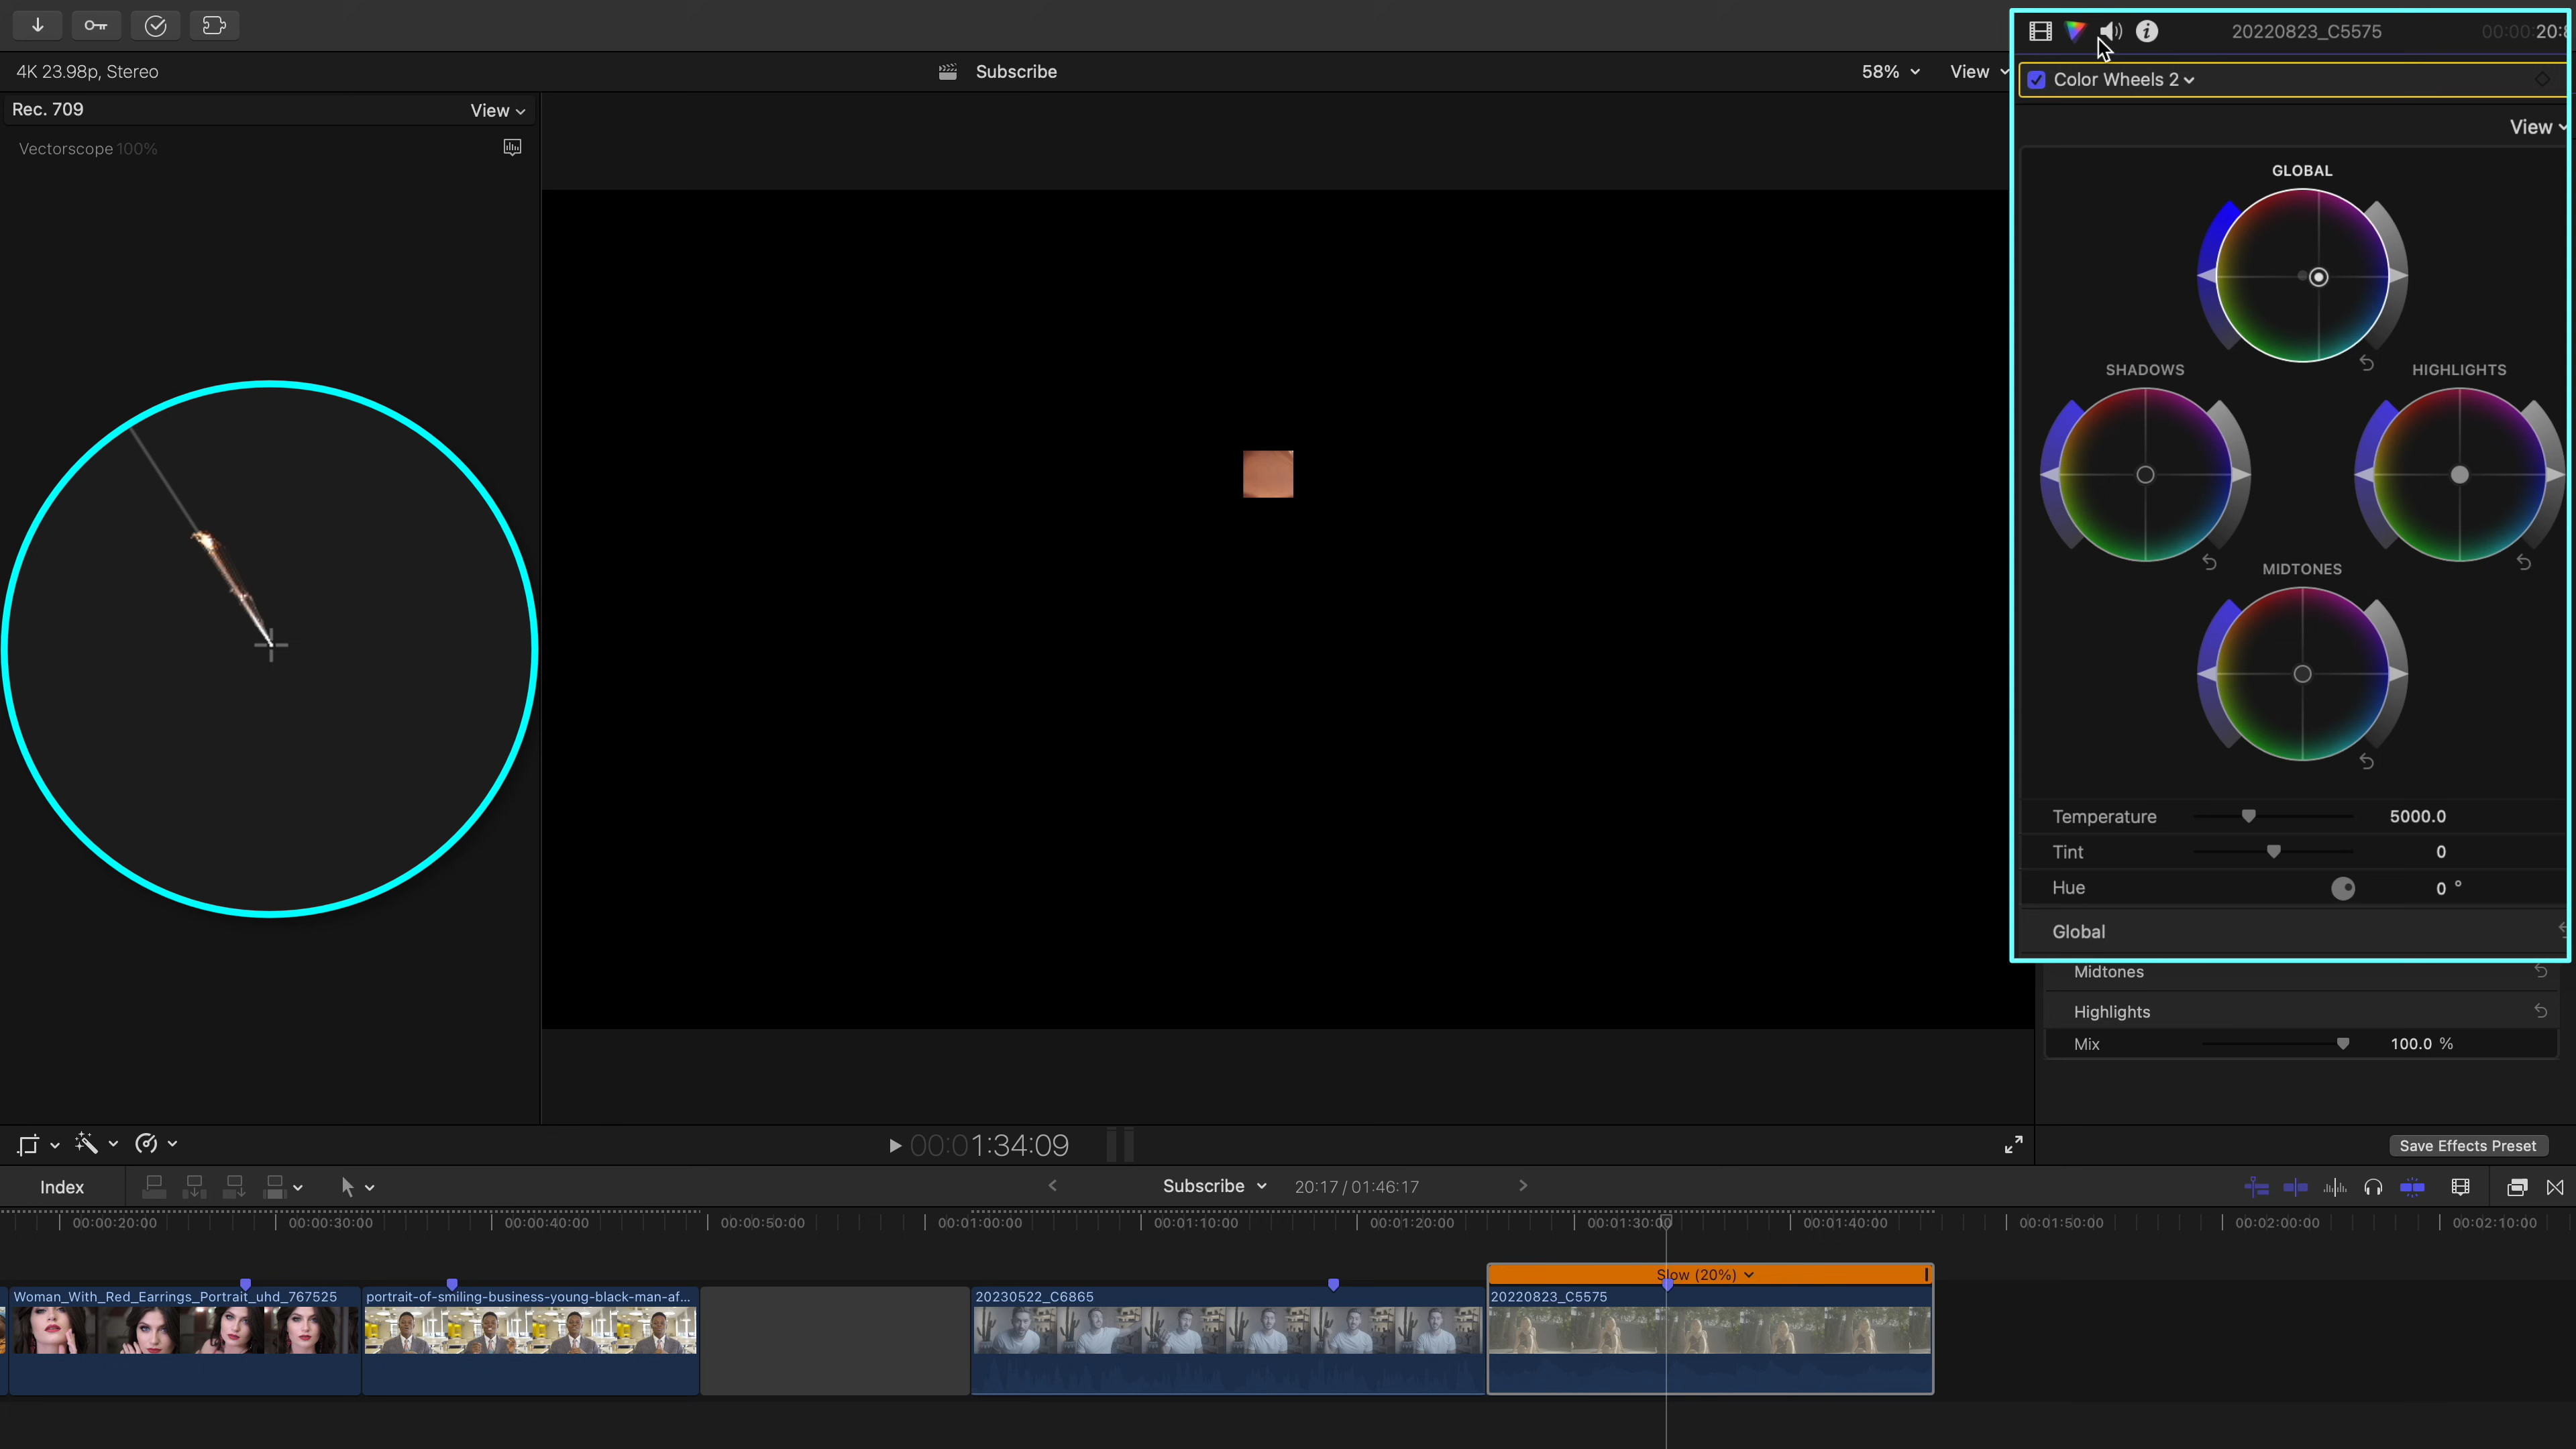 4K 23.98p, Stereo
Subscribe
58%
View
20220823_C5575
00:00:20:8
Color Wheels 2
Rec. 709
View
View
Vectorscope 100%
GLOBAL
SHADOWS
HIGHLIGHTS
MIDTONES
Temperature
5000.0
Tint
0
Hue
0 °
Global
Midtones
Highlights
Mix
100.0 %
00:01:34:09
Save Effects Preset
Index
Subscribe
20:17 / 01:46:17
00:00:20:00
00:00:30:00
00:00:40:00
00:00:50:00
00:01:00:00
00:01:10:00
00:01:20:00
00:01:30:00
00:01:40:00
00:01:50:00
00:02:00:00
00:02:10:00
Slow (20%)
Woman_With_Red_Earrings_Portrait_uhd_767525
portrait-of-smiling-business-young-black-man-af...
20230522_C6865
20220823_C5575